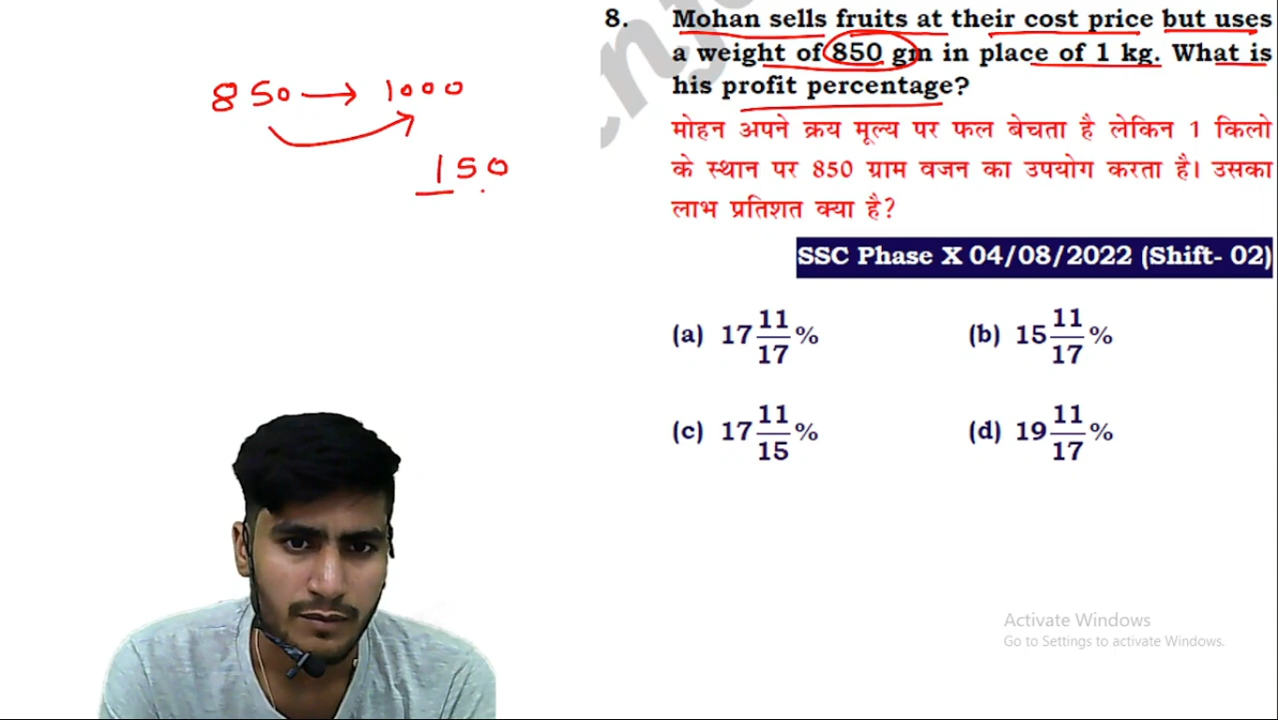 8. Mohan sells fruits at their cost price but uses
a weight of 850 gm in place of 1 kg. What is
his profit percentage?
मोहन अपने क्रय मूल्य पर फल बेचता है लेकिन 1 किलो
के स्थान पर 850 ग्राम वजन का उपयोग करता है। उसका
लाभ प्रतिशत क्या है?
SSC Phase X 04/08/2022 (Shift- 02)
(a) 17 11/17 % (b) 15 11/17 %
(c) 17 11/15 % (d) 19 11/17 %
850 → 1000
150
Activate Windows
Go to Settings to activate Windows.